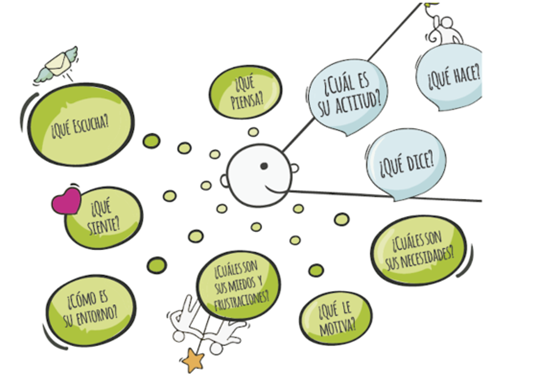 ¿QUÉ ESCUCHA?
¿QUÉ
PIENSA?
¿CUÁL ES
SU ACTITUD?
¿QUÉ HACE?
¿QUÉ DICE?
¿QUÉ
SIENTE?
¿CÓMO ES
SU ENTORNO?
¿CUÁLES SON
SUS MIEDOS Y
FRUSTRACIONES?
¿QUÉ LE
MOTIVA?
¿CUÁLES SON
SUS NECESIDADES?